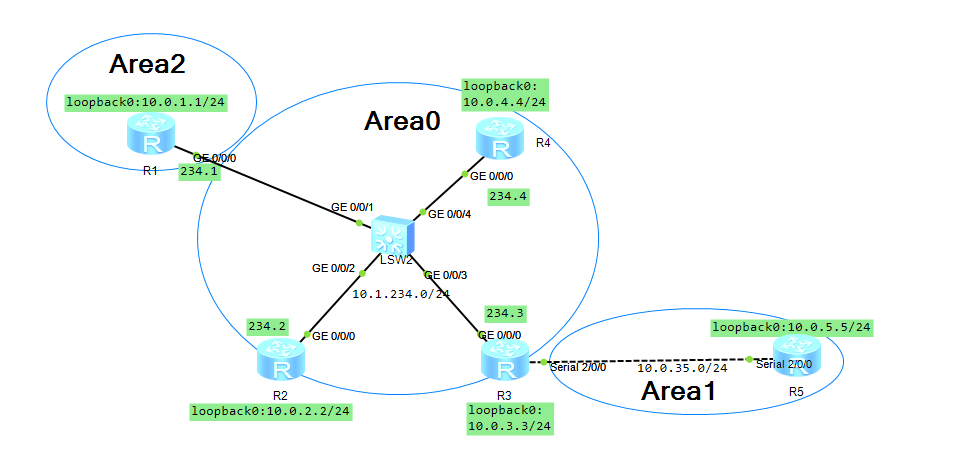 Area2
loopback0:10.0.1.1/24
R
R1
GE 0/0/0
234.1
Area0
loopback0:
10.0.4.4/24
R
R4
GE 0/0/0
234.4
GE 0/0/1
GE 0/0/4
LSW2
GE 0/0/2
GE 0/0/3
10.1.234.0/24
234.2
GE 0/0/0
R
R2
loopback0:10.0.2.2/24
234.3
GE 0/0/0
R
R3
loopback0:
10.0.3.3/24
Serial 2/0/0
10.0.35.0/24
Area1
loopback0:10.0.5.5/24
Serial 2/0/0
R
R5